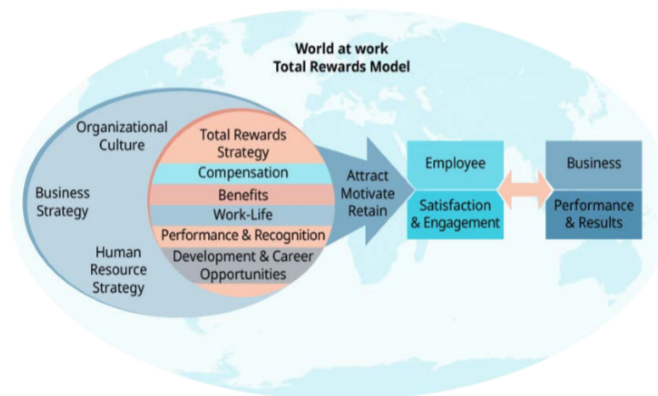 World at work
Total Rewards Model
Organizational
Culture
Business
Strategy
Human
Resource
Strategy
Total Rewards
Strategy
Compensation
Benefits
Work-Life
Performance & Recognition
Development & Career
Opportunities
Attract
Motivate
Retain
Employee
Satisfaction
& Engagement
Business
Performance
& Results